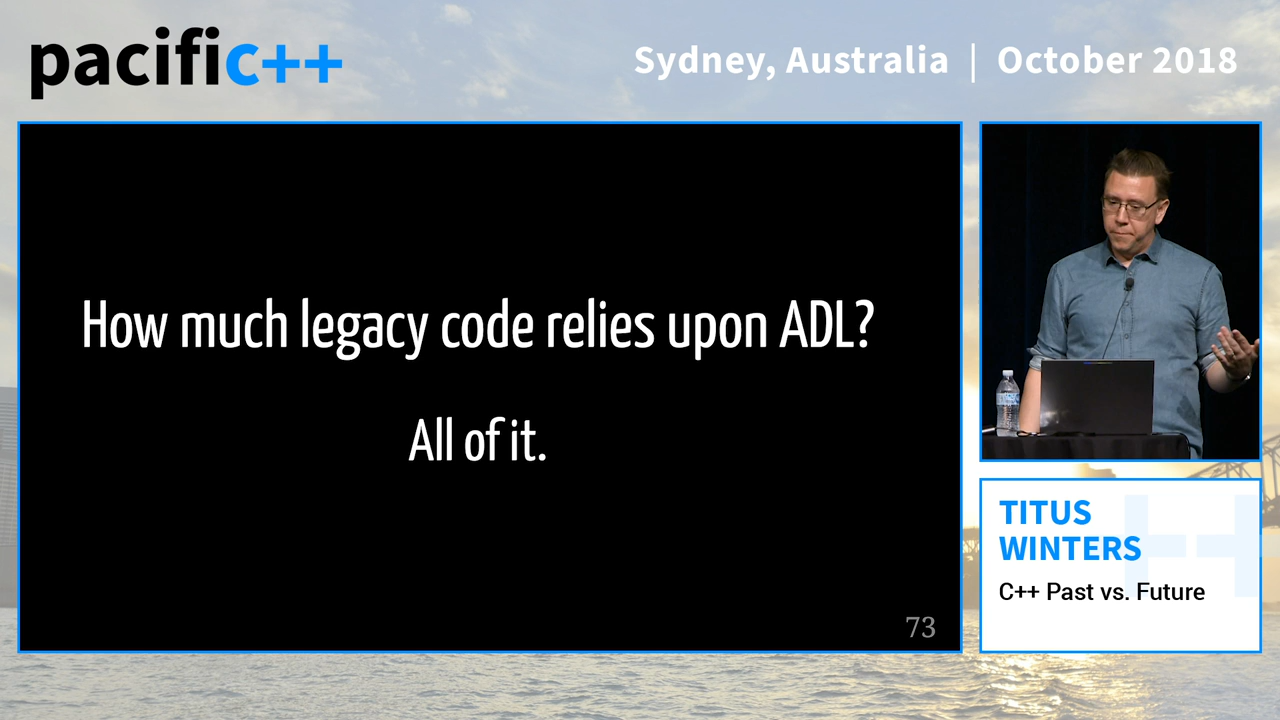 pacific++
Sydney, Australia | October 2018
How much legacy code relies upon ADL?
All of it.
73
TITUS
WINTERS
C++ Past vs. Future